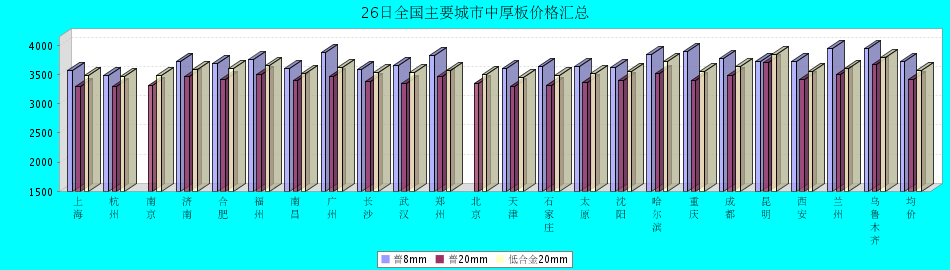 26日全国主要城市中厚板价格汇总
4000
3500
3000
2500
2000
1500
上海 杭州 南京 济南 合肥 福州 南昌 广州 长沙 武汉 郑州 北京 天津 石家庄 太原 沈阳 哈尔滨 重庆 成都 昆明 西安 兰州 乌鲁木齐 均价
普8mm 普20mm 低合金20mm